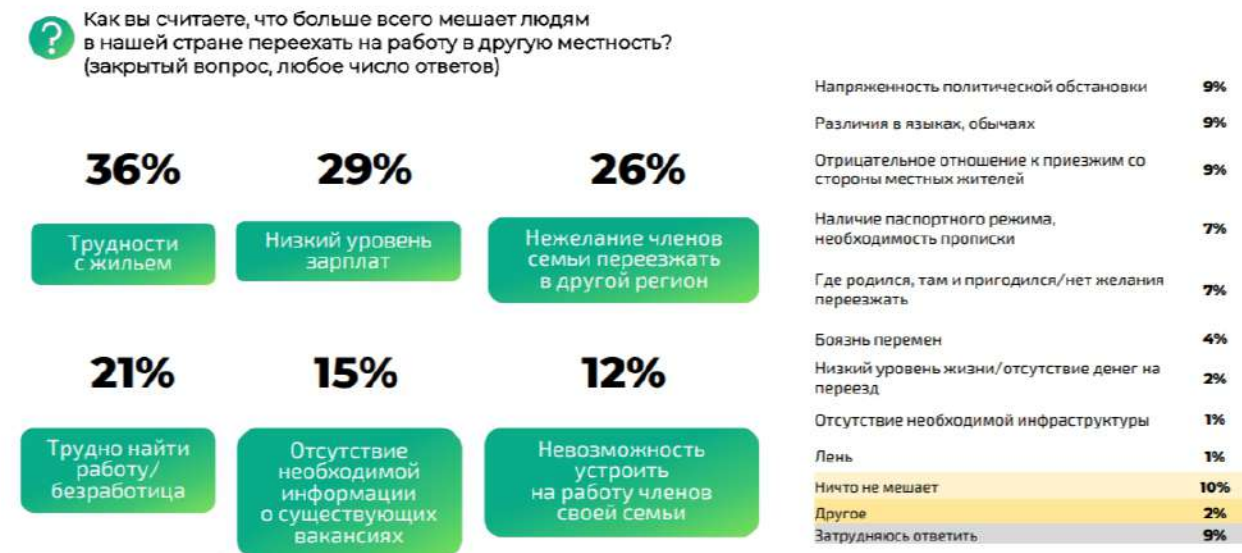 Как вы считаете, что больше всего мешает людям
в нашей стране переехать на работу в другую местность?
(закрытый вопрос, любое число ответов)
36%
Трудности
с жильем
29%
Низкий уровень
зарплат
26%
Нежелание членов
семьи переезжать
в другой регион
21%
Трудно найти
работу/
безработица
15%
Отсутствие
необходимой
информации
о существующих
вакансиях
12%
Невозможность
устроить
на работу членов
своей семьи
Напряженность политической обстановки 9%
Различия в языках, обычаях 9%
Отрицательное отношение к приезжим со
стороны местных жителей 9%
Наличие паспортного режима,
необходимость прописки 7%
Где родился, там и пригодился/нет желания
переезжать 7%
Боязнь перемен 4%
Низкий уровень жизни/отсутствие денег на
переезд 2%
Отсутствие необходимой инфраструктуры 1%
Лень 1%
Ничто не мешает 10%
Другое 2%
Затрудняюсь ответить 9%